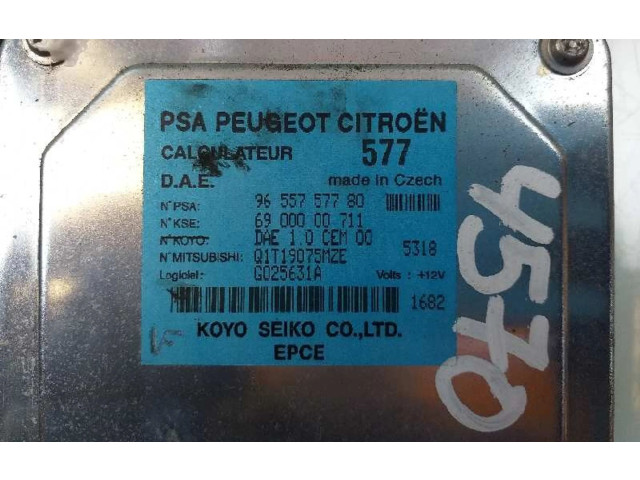 PSA PEUGEOT CITROËN
CALCULATEUR 577
D.A.E. made in Czech
N°PSA: 96 557 577 80
N°KSE: 69 000 00 711
N°KOYO: DAE 1.0 CEM 00
N°MITSUBISHI: Q1T19075MZE 5318
Logiciel: G025631A Volts : +12V
1682
KOYO SEIKO CO.,LTD.
EPCE
4570